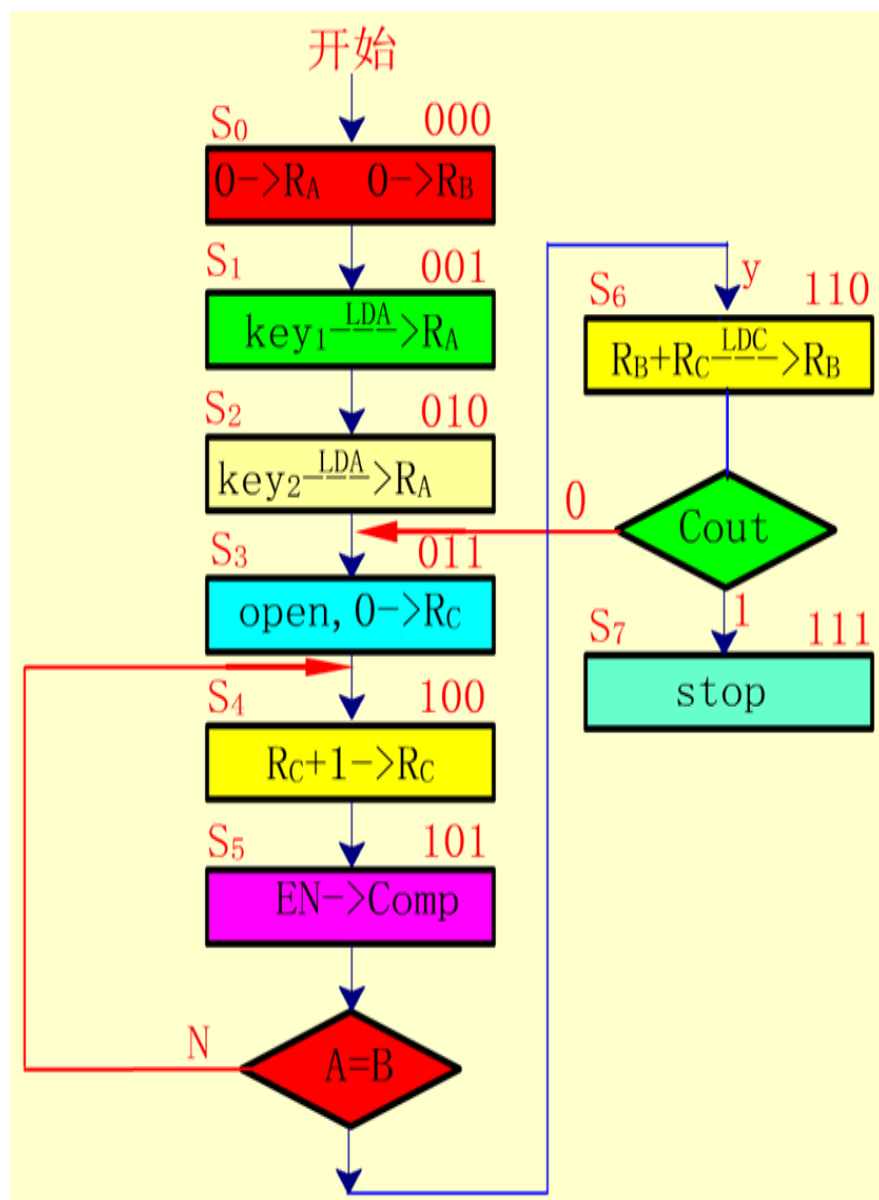 开始
S0 000
0->RA 0->RB
S1 001
key1-LDA->RA
S2 010
key2-LDA->RA
S3 011
open,0->RC
S4 100
RC+1->RC
S5 101
EN->Comp
A=B
N
y
S6 110
RB+RC-LDC->RB
Cout
0
1
S7 111
stop